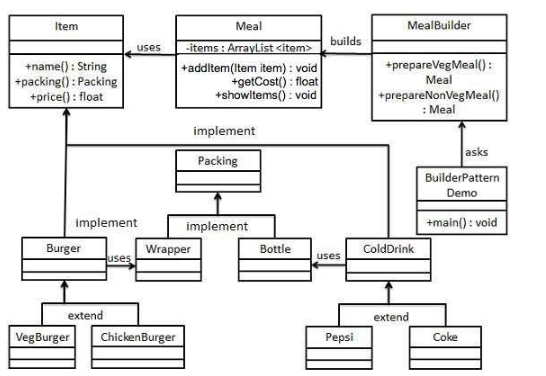 Item
Meal
MealBuilder
uses
builds
-items : ArrayList <item>
+name() : String
+packing() : Packing
+price() : float
+addItem(Item item) : void
+getCost() : float
+showItems() : void
+prepareVegMeal() :
Meal
+prepareNonVegMeal()
: Meal
implement
asks
Packing
BuilderPattern
Demo
+main() : void
implement
implement
Burger
uses
Wrapper
Bottle
uses
ColdDrink
extend
extend
VegBurger
ChickenBurger
Pepsi
Coke